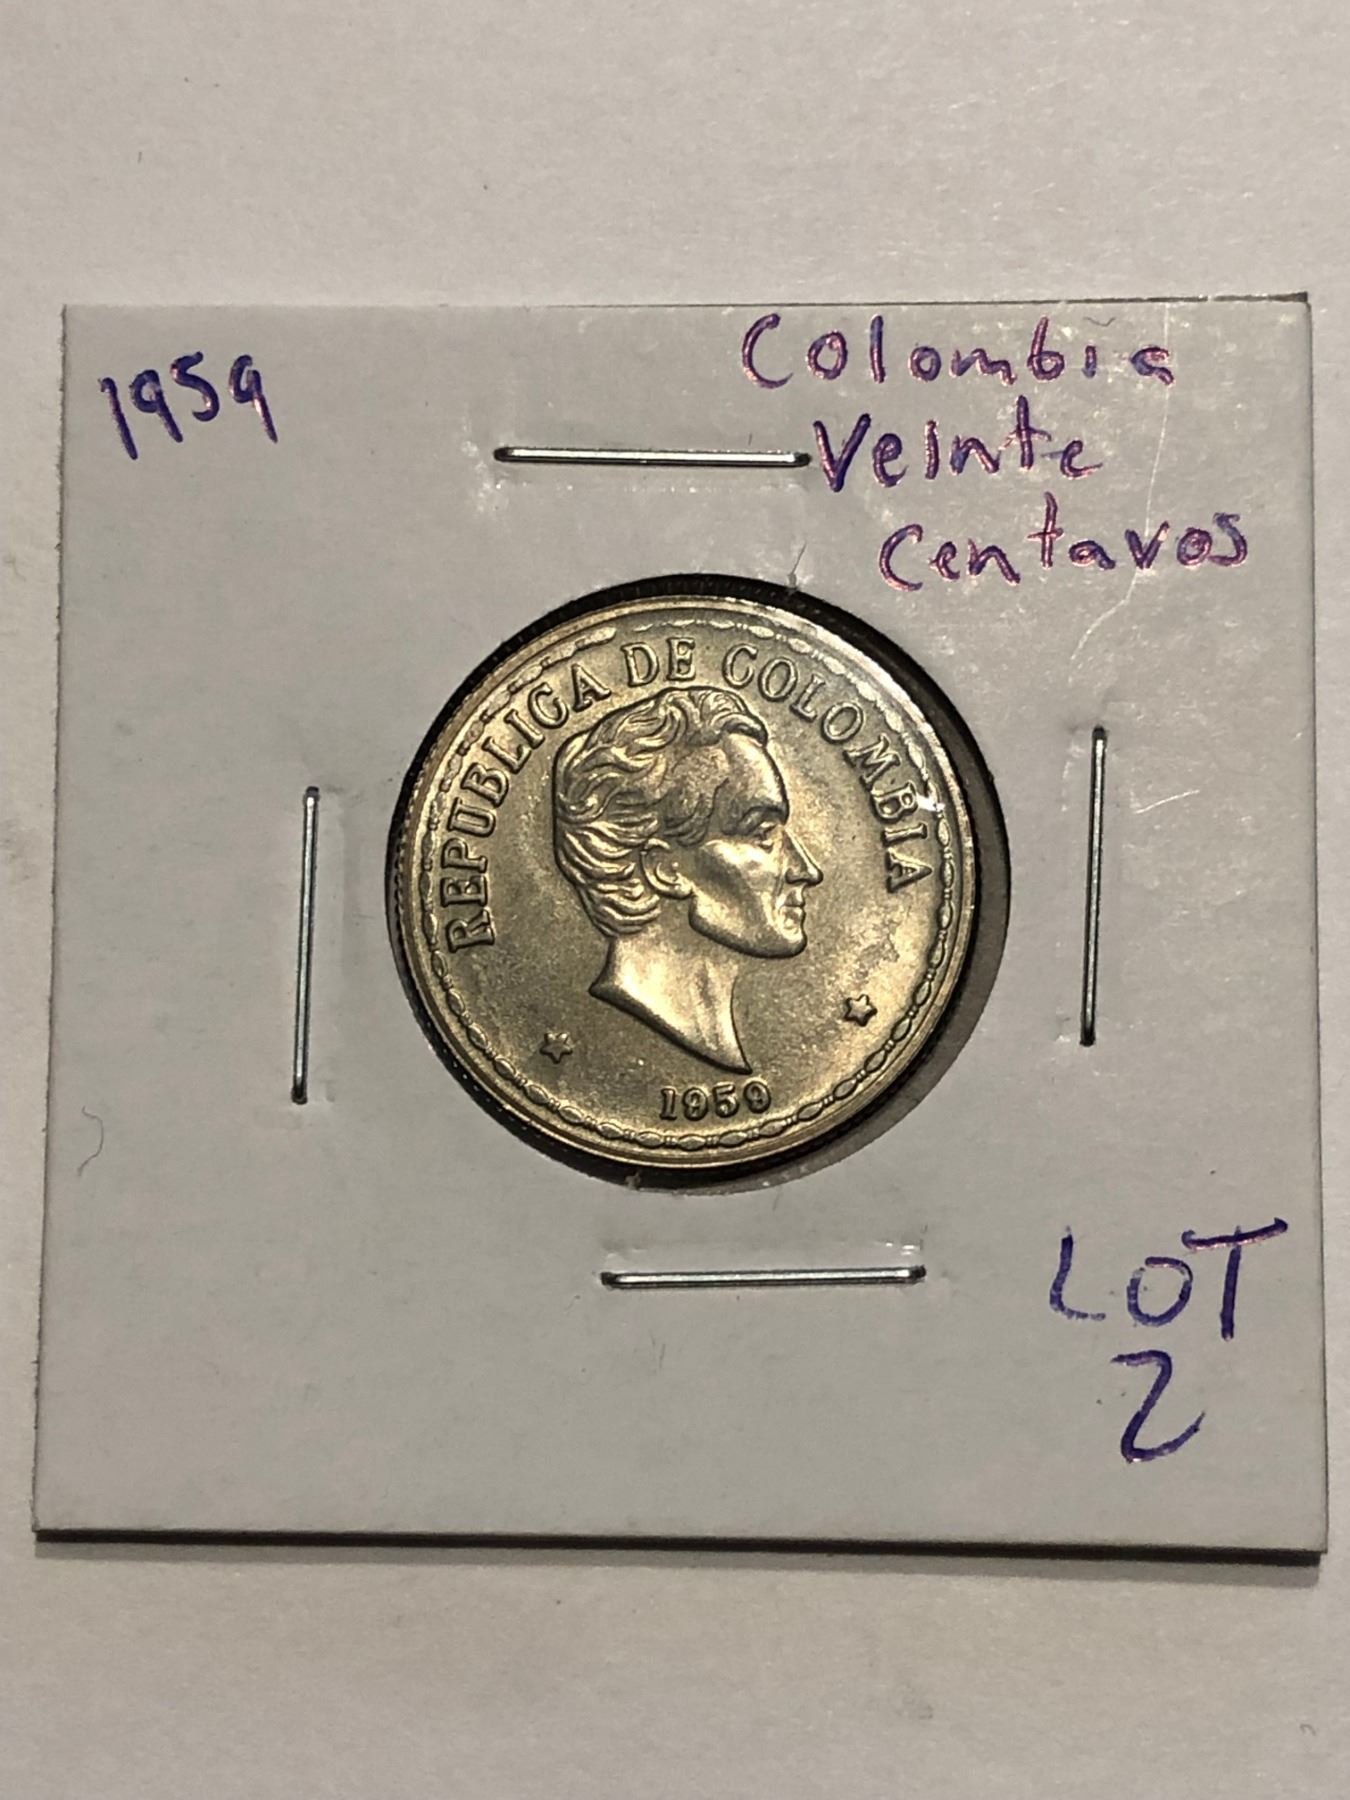 1959
Colombia
Veinte
Centavos
REPUBLICA DE COLOMBIA
1959
LOT
2